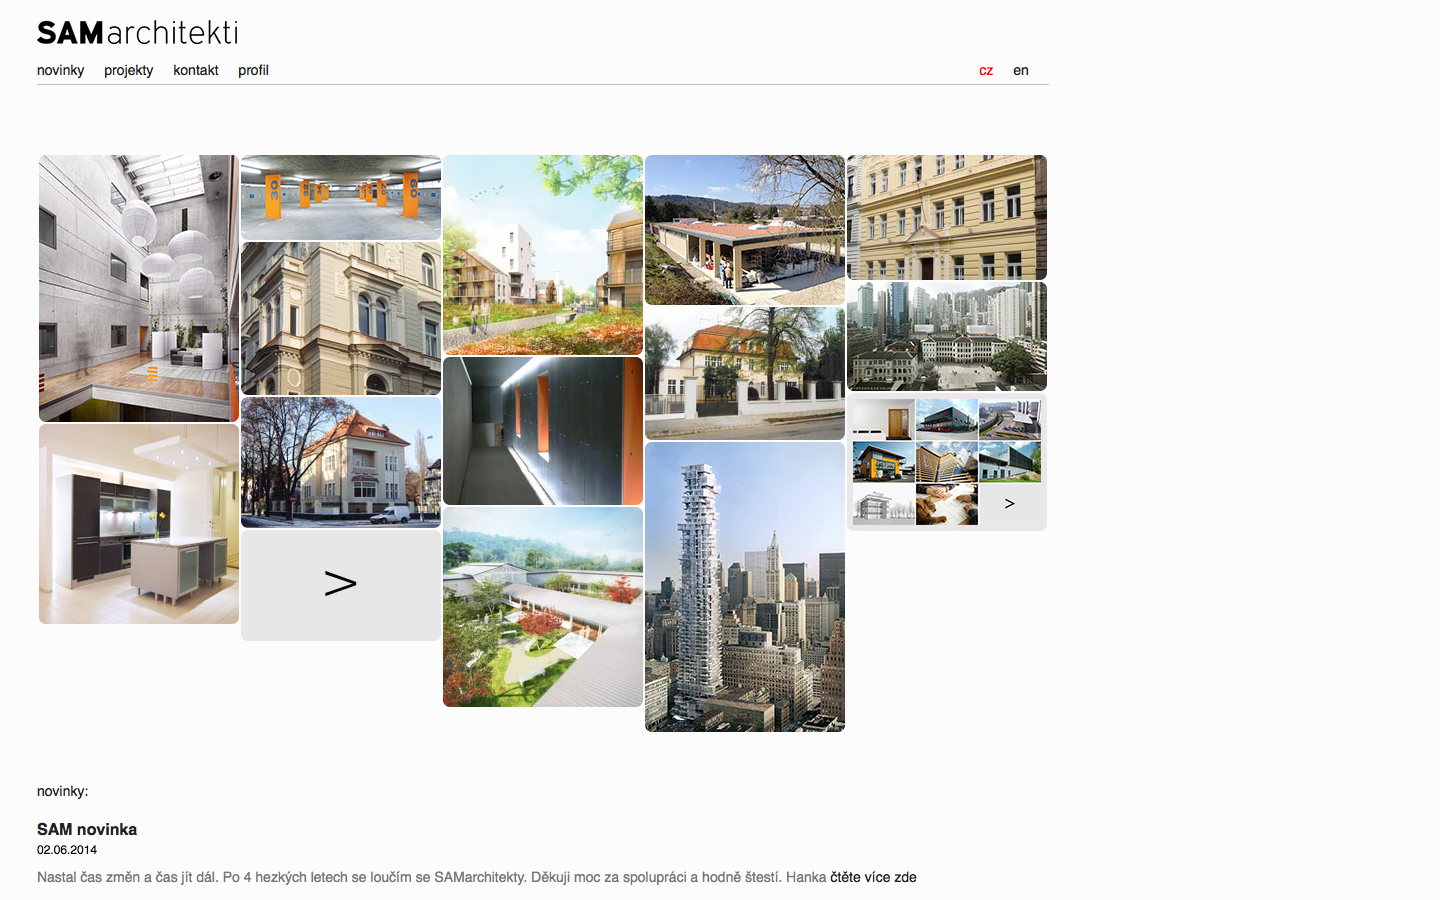 SAMarchitekti
novinky projekty kontakt profil cz en
>
>
novinky:
SAM novinka
02.06.2014
Nastal čas změn a čas jít dál. Po 4 hezkých letech se loučím se SAMarchitekty. Děkuji moc za spolupráci a hodně štestí. Hanka čtěte více zde